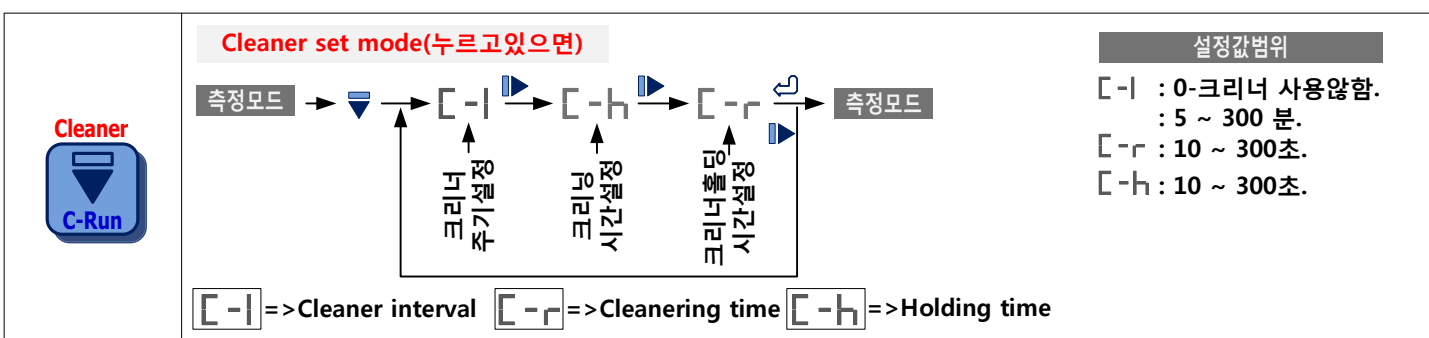 Cleaner
C-Run
Cleaner set mode(누르고있으면)
측정모드
C-I
C-h
C-r
측정모드
크리너
주기설정
크리닝
시간설정
크리너홀딩
시간설정
C-I =>Cleaner interval C-r =>Cleanering time C-h =>Holding time
설정값범위
C-I : 0-크리너 사용않함.
: 5 ~ 300 분.
C-r : 10 ~ 300초.
C-h : 10 ~ 300초.